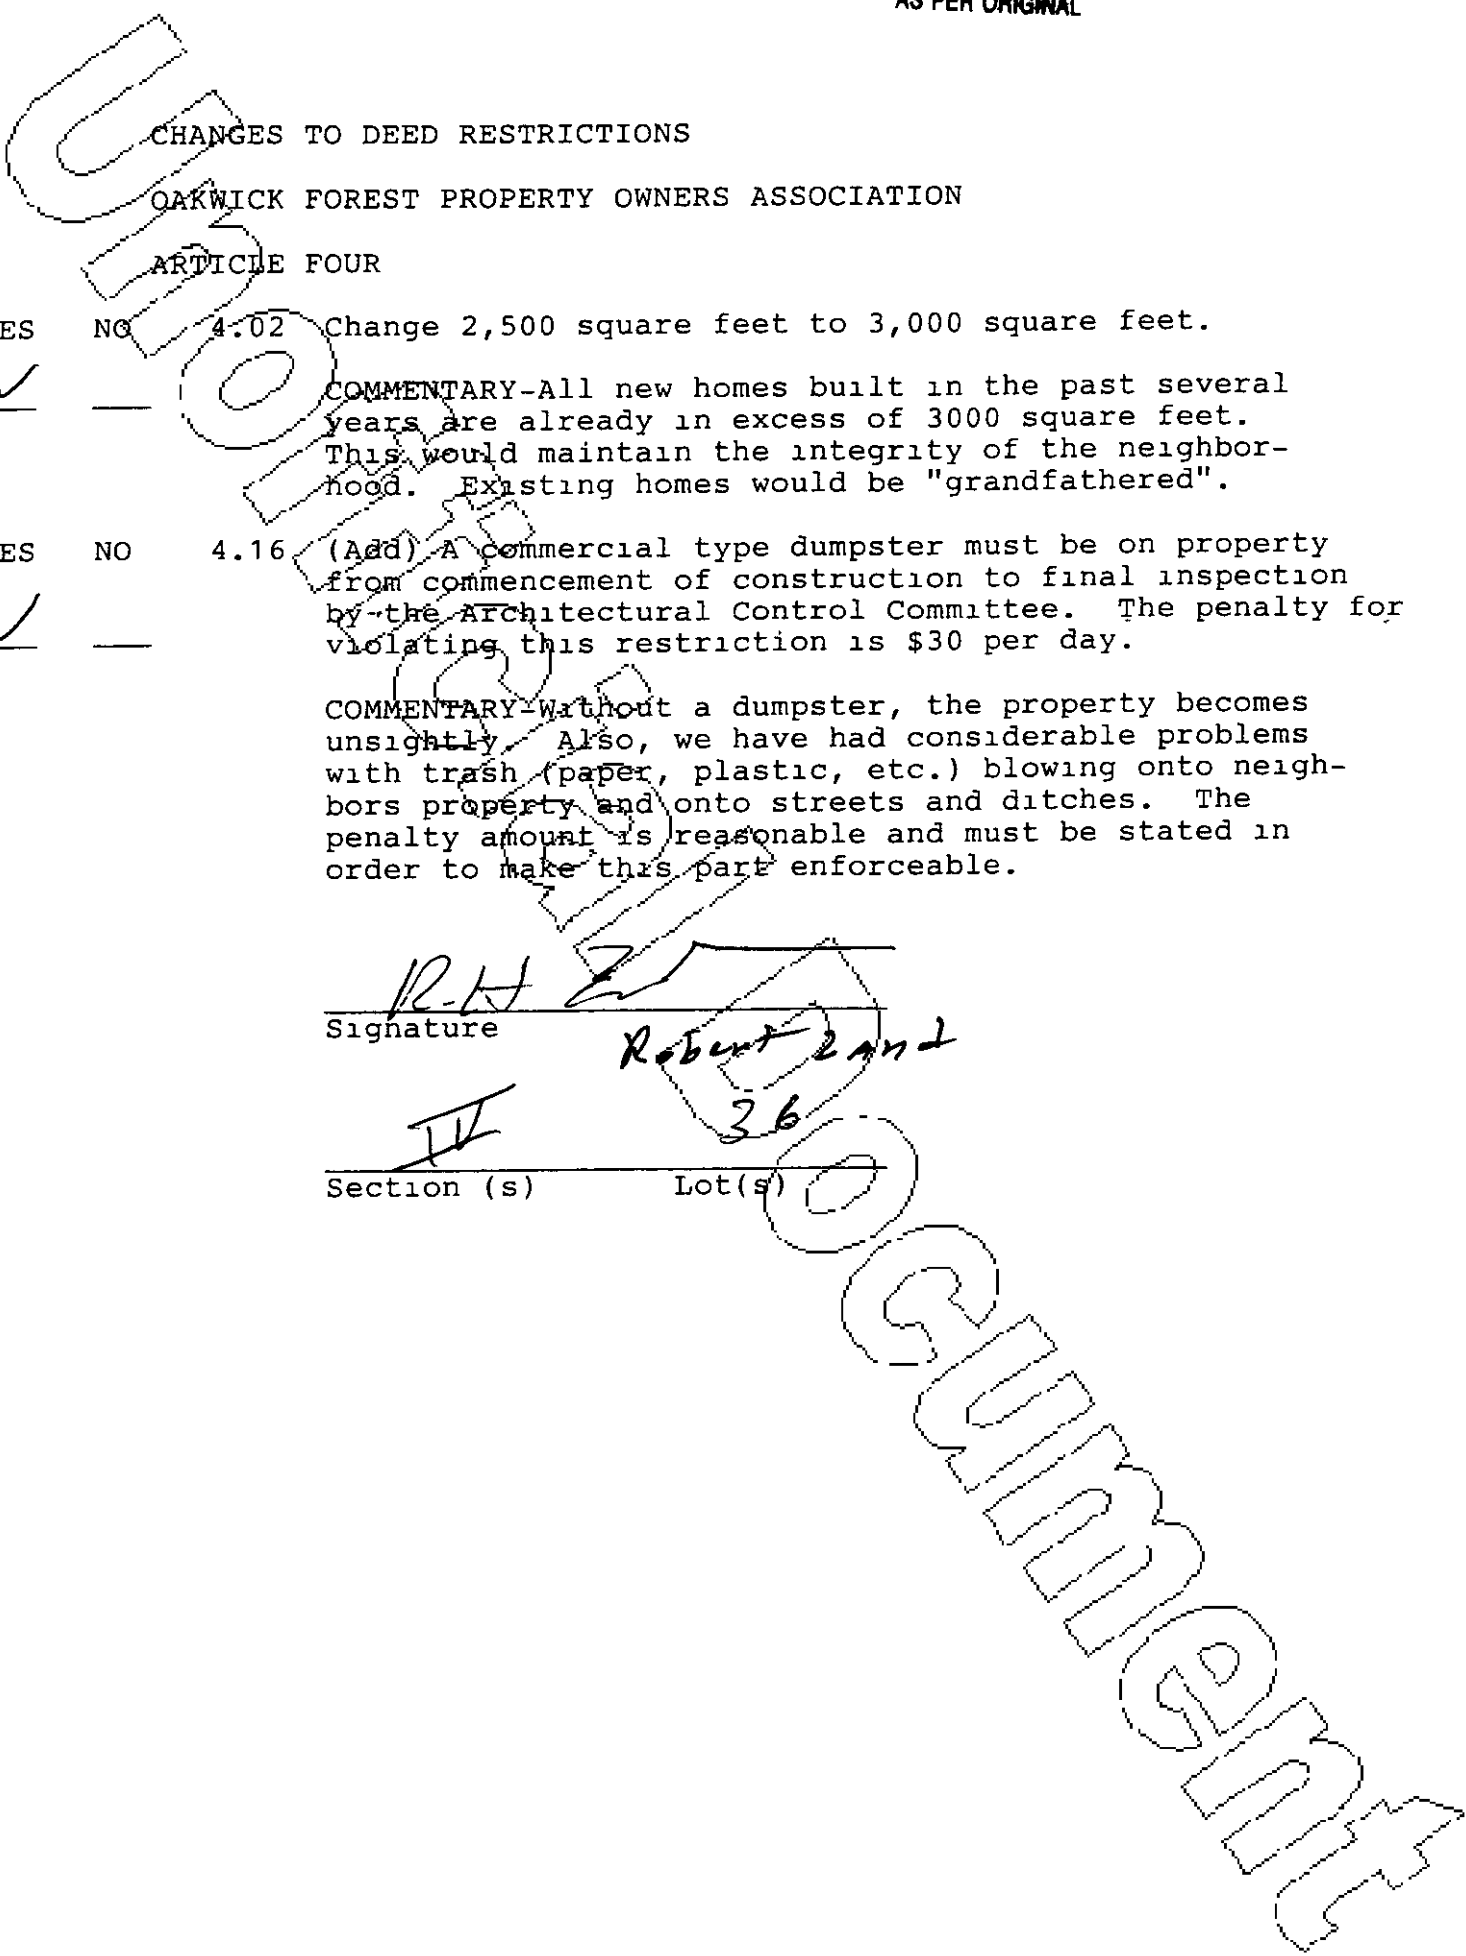 AS PER ORIGINAL
CHANGES TO DEED RESTRICTIONS
OAKWICK FOREST PROPERTY OWNERS ASSOCIATION
ARTICLE FOUR
ES NO 4.02 Change 2,500 square feet to 3,000 square feet.
COMMENTARY-All new homes built in the past several
years are already in excess of 3000 square feet.
This would maintain the integrity of the neighbor-
hood. Existing homes would be "grandfathered".
ES NO 4.16 (Add) A commercial type dumpster must be on property
from commencement of construction to final inspection
by the Architectural Control Committee. The penalty for
violating this restriction is $30 per day.
COMMENTARY-Without a dumpster, the property becomes
unsightly. Also, we have had considerable problems
with trash (paper, plastic, etc.) blowing onto neigh-
bors property and onto streets and ditches. The
penalty amount is reasonable and must be stated in
order to make this part enforceable.
R.H Z
Signature
Robert Zand
IV 36
Section (s) Lot(s)
Unofficial Document